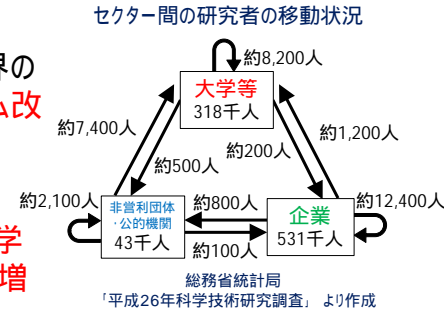 セクター間の研究者の移動状況
界の
ム改
学
増
約8,200人
大学等
318千人
約7,400人
約500人
約200人
約1,200人
約2,100人
非営利団体
・公的機関
43千人
約800人
約100人
企業
531千人
約12,400人
総務省統計局
「平成26年科学技術研究調査」 より作成